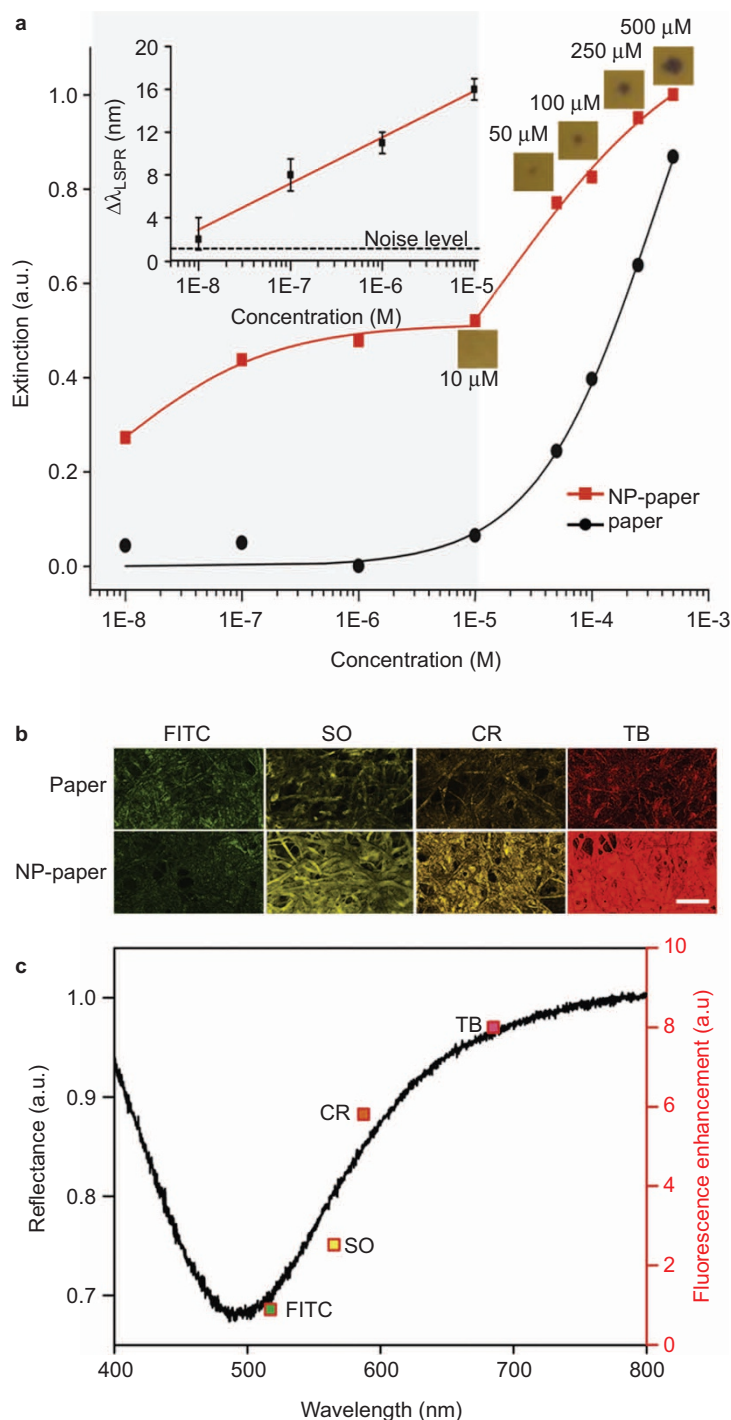 a
500 μM
250 μM
100 μM
50 μM
10 μM
Extinction (a.u.)
1.0
0.8
0.6
0.4
0.2
0.0
1E-8 1E-7 1E-6 1E-5 1E-4 1E-3
Concentration (M)
NP-paper
paper
ΔλLSPR (nm)
20
16
12
8
4
0
Noise level
1E-8 1E-7 1E-6 1E-5
Concentration (M)
b
FITC SO CR TB
Paper
NP-paper
c
Reflectance (a.u.)
1.0
0.9
0.8
0.7
TB
CR
SO
FITC
10
8
6
4
2
0
Fluorescence enhancement (a.u)
400 500 600 700 800
Wavelength (nm)